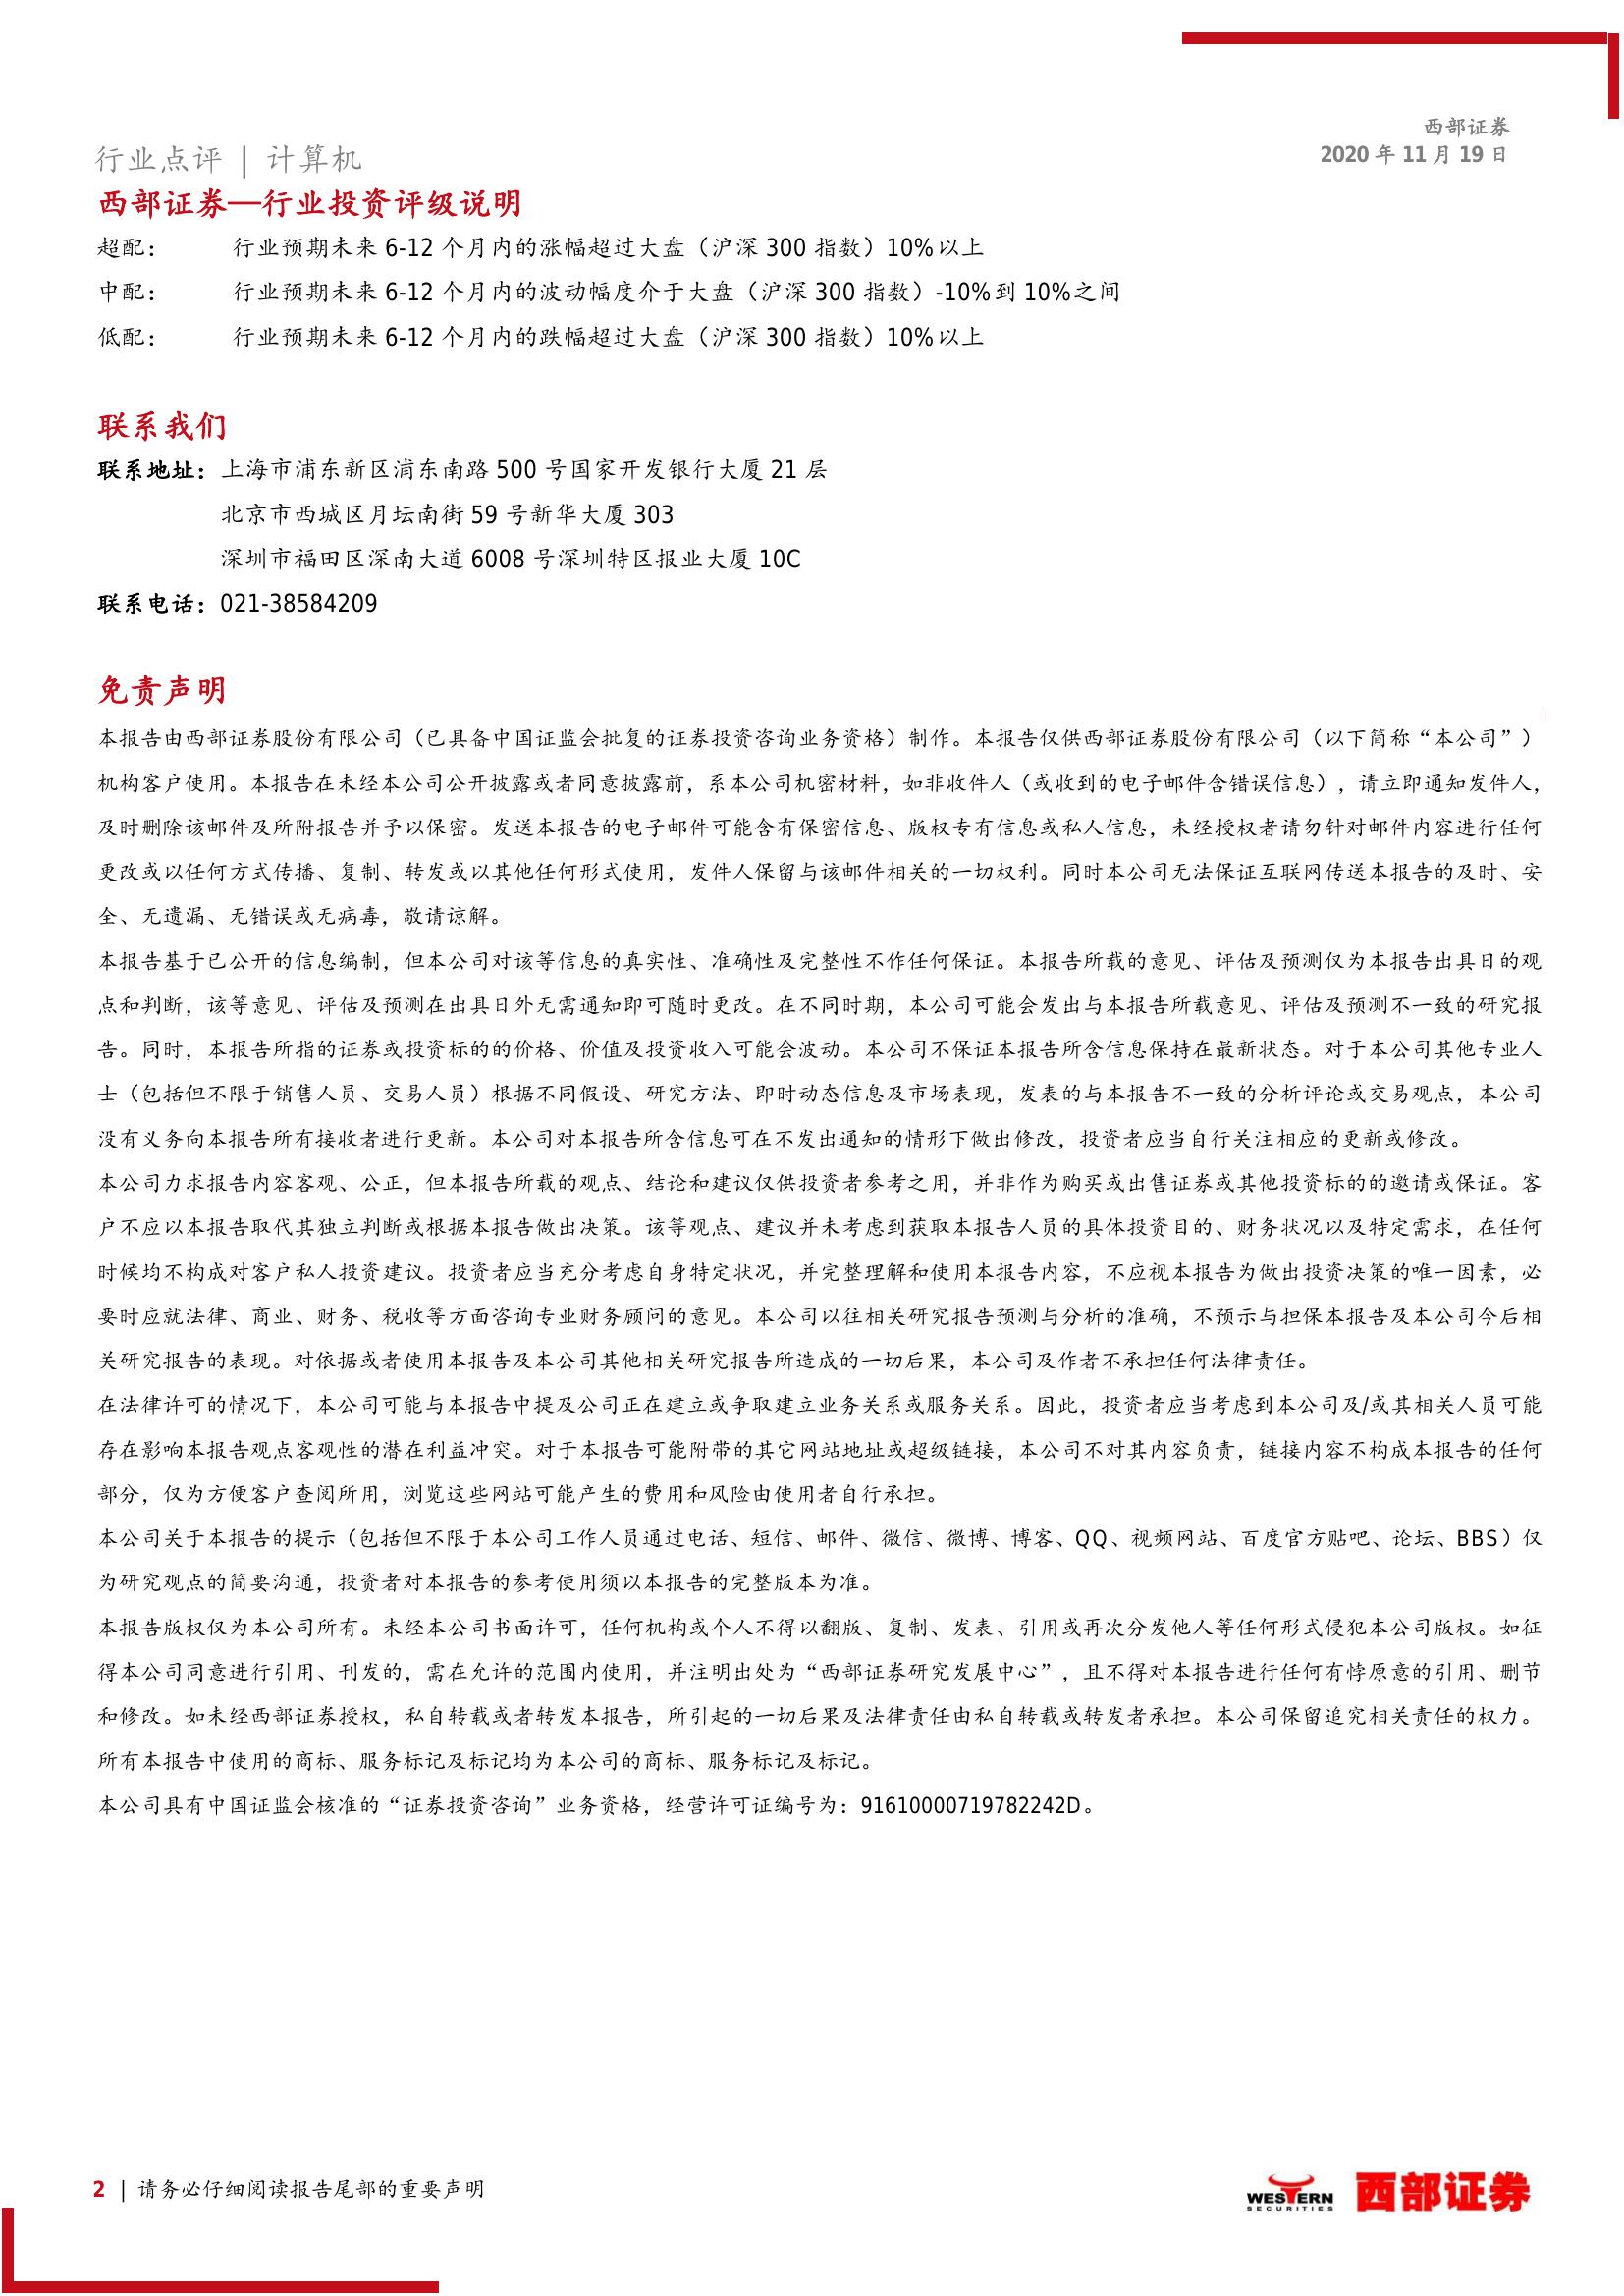 西部证券
2020 年 11 月 19 日
行业点评 | 计算机
西部证券—行业投资评级说明
超配： 行业预期未来 6-12 个月内的涨幅超过大盘（沪深 300 指数）10%以上
中配： 行业预期未来 6-12 个月内的波动幅度介于大盘（沪深 300 指数）-10%到 10%之间
低配： 行业预期未来 6-12 个月内的跌幅超过大盘（沪深 300 指数）10%以上
联系我们
联系地址：上海市浦东新区浦东南路 500 号国家开发银行大厦 21 层
北京市西城区月坛南街 59 号新华大厦 303
深圳市福田区深南大道 6008 号深圳特区报业大厦 10C
联系电话：021-38584209
免责声明
本报告由西部证券股份有限公司（已具备中国证监会批复的证券投资咨询业务资格）制作。本报告仅供西部证券股份有限公司（以下简称“本公司”）
机构客户使用。本报告在未经本公司公开披露或者同意披露前，系本公司机密材料，如非收件人（或收到的电子邮件含错误信息），请立即通知发件人，
及时删除该邮件及所附报告并予以保密。发送本报告的电子邮件可能含有保密信息、版权专有信息或私人信息，未经授权者请勿针对邮件内容进行任何
更改或以任何方式传播、复制、转发或以其他任何形式使用，发件人保留与该邮件相关的一切权利。同时本公司无法保证互联网传送本报告的及时、安
全、无遗漏、无错误或无病毒，敬请谅解。
本报告基于已公开的信息编制，但本公司对该等信息的真实性、准确性及完整性不作任何保证。本报告所载的意见、评估及预测仅为本报告出具日的观
点和判断，该等意见、评估及预测在出具日外无需通知即可随时更改。在不同时期，本公司可能会发出与本报告所载意见、评估及预测不一致的研究报
告。同时，本报告所指的证券或投资标的的价格、价值及投资收入可能会波动。本公司不保证本报告所含信息保持在最新状态。对于本公司其他专业人
士（包括但不限于销售人员、交易人员）根据不同假设、研究方法、即时动态信息及市场表现，发表的与本报告不一致的分析评论或交易观点，本公司
没有义务向本报告所有接收者进行更新。本公司对本报告所含信息可在不发出通知的情形下做出修改，投资者应当自行关注相应的更新或修改。
本公司力求报告内容客观、公正，但本报告所载的观点、结论和建议仅供投资者参考之用，并非作为购买或出售证券或其他投资标的的邀请或保证。客
户不应以本报告取代其独立判断或根据本报告做出决策。该等观点、建议并未考虑到获取本报告人员的具体投资目的、财务状况以及特定需求，在任何
时候均不构成对客户私人投资建议。投资者应当充分考虑自身特定状况，并完整理解和使用本报告内容，不应视本报告为做出投资决策的唯一因素，必
要时应就法律、商业、财务、税收等方面咨询专业财务顾问的意见。本公司以往相关研究报告预测与分析的准确，不预示与担保本报告及本公司今后相
关研究报告的表现。对依据或者使用本报告及本公司其他相关研究报告所造成的一切后果，本公司及作者不承担任何法律责任。
在法律许可的情况下，本公司可能与本报告中提及公司正在建立或争取建立业务关系或服务关系。因此，投资者应当考虑到本公司及/或其相关人员可能
存在影响本报告观点客观性的潜在利益冲突。对于本报告可能附带的其它网站地址或超级链接，本公司不对其内容负责，链接内容不构成本报告的任何
部分，仅为方便客户查阅所用，浏览这些网站可能产生的费用和风险由使用者自行承担。
本公司关于本报告的提示（包括但不限于本公司工作人员通过电话、短信、邮件、微信、微博、博客、QQ、视频网站、百度官方贴吧、论坛、BBS）仅
为研究观点的简要沟通，投资者对本报告的参考使用须以本报告的完整版本为准。
本报告版权仅为本公司所有。未经本公司书面许可，任何机构或个人不得以翻版、复制、发表、引用或再次分发他人等任何形式侵犯本公司版权。如征
得本公司同意进行引用、刊发的，需在允许的范围内使用，并注明出处为“西部证券研究发展中心”，且不得对本报告进行任何有悖原意的引用、删节
和修改。如未经西部证券授权，私自转载或者转发本报告，所引起的一切后果及法律责任由私自转载或转发者承担。本公司保留追究相关责任的权力。
所有本报告中使用的商标、服务标记及标记均为本公司的商标、服务标记及标记。
本公司具有中国证监会核准的“证券投资咨询”业务资格，经营许可证编号为：91610000719782242D。
2 | 请务必仔细阅读报告尾部的重要声明
WESTERN
SECURITIES
西部证券